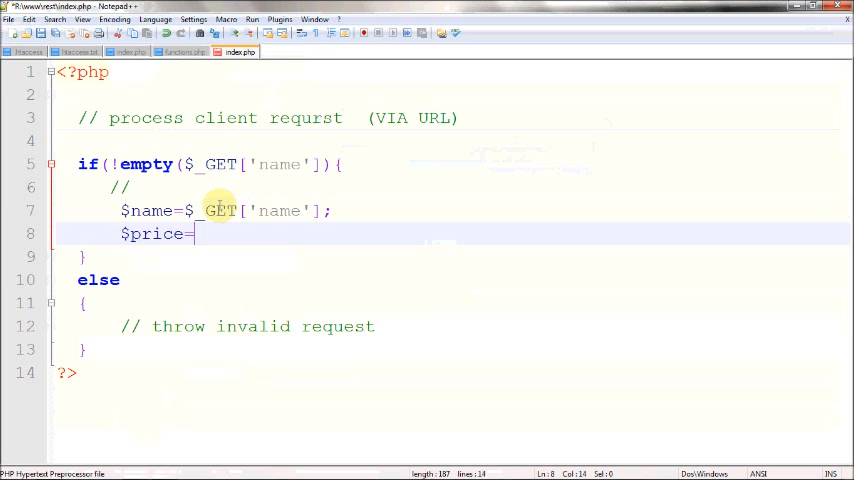 *R:\www\rest\index.php - Notepad++
File Edit Search View Encoding Language Settings Macro Run Plugins Window ? X
.htaccess htaccess.txt index.php functions.php index.php
1 <?php
2
3 // process client requrst (VIA URL)
4
5 if(!empty($_GET['name']){
6 //
7 $name=$_GET['name'];
8 $price=
9 }
10 else
11 {
12 // throw invalid request
13 }
14 ?>
PHP Hypertext Preprocessor file length : 187 lines : 14 Ln : 8 Col : 14 Sel : 0 Dos\Windows ANSI INS